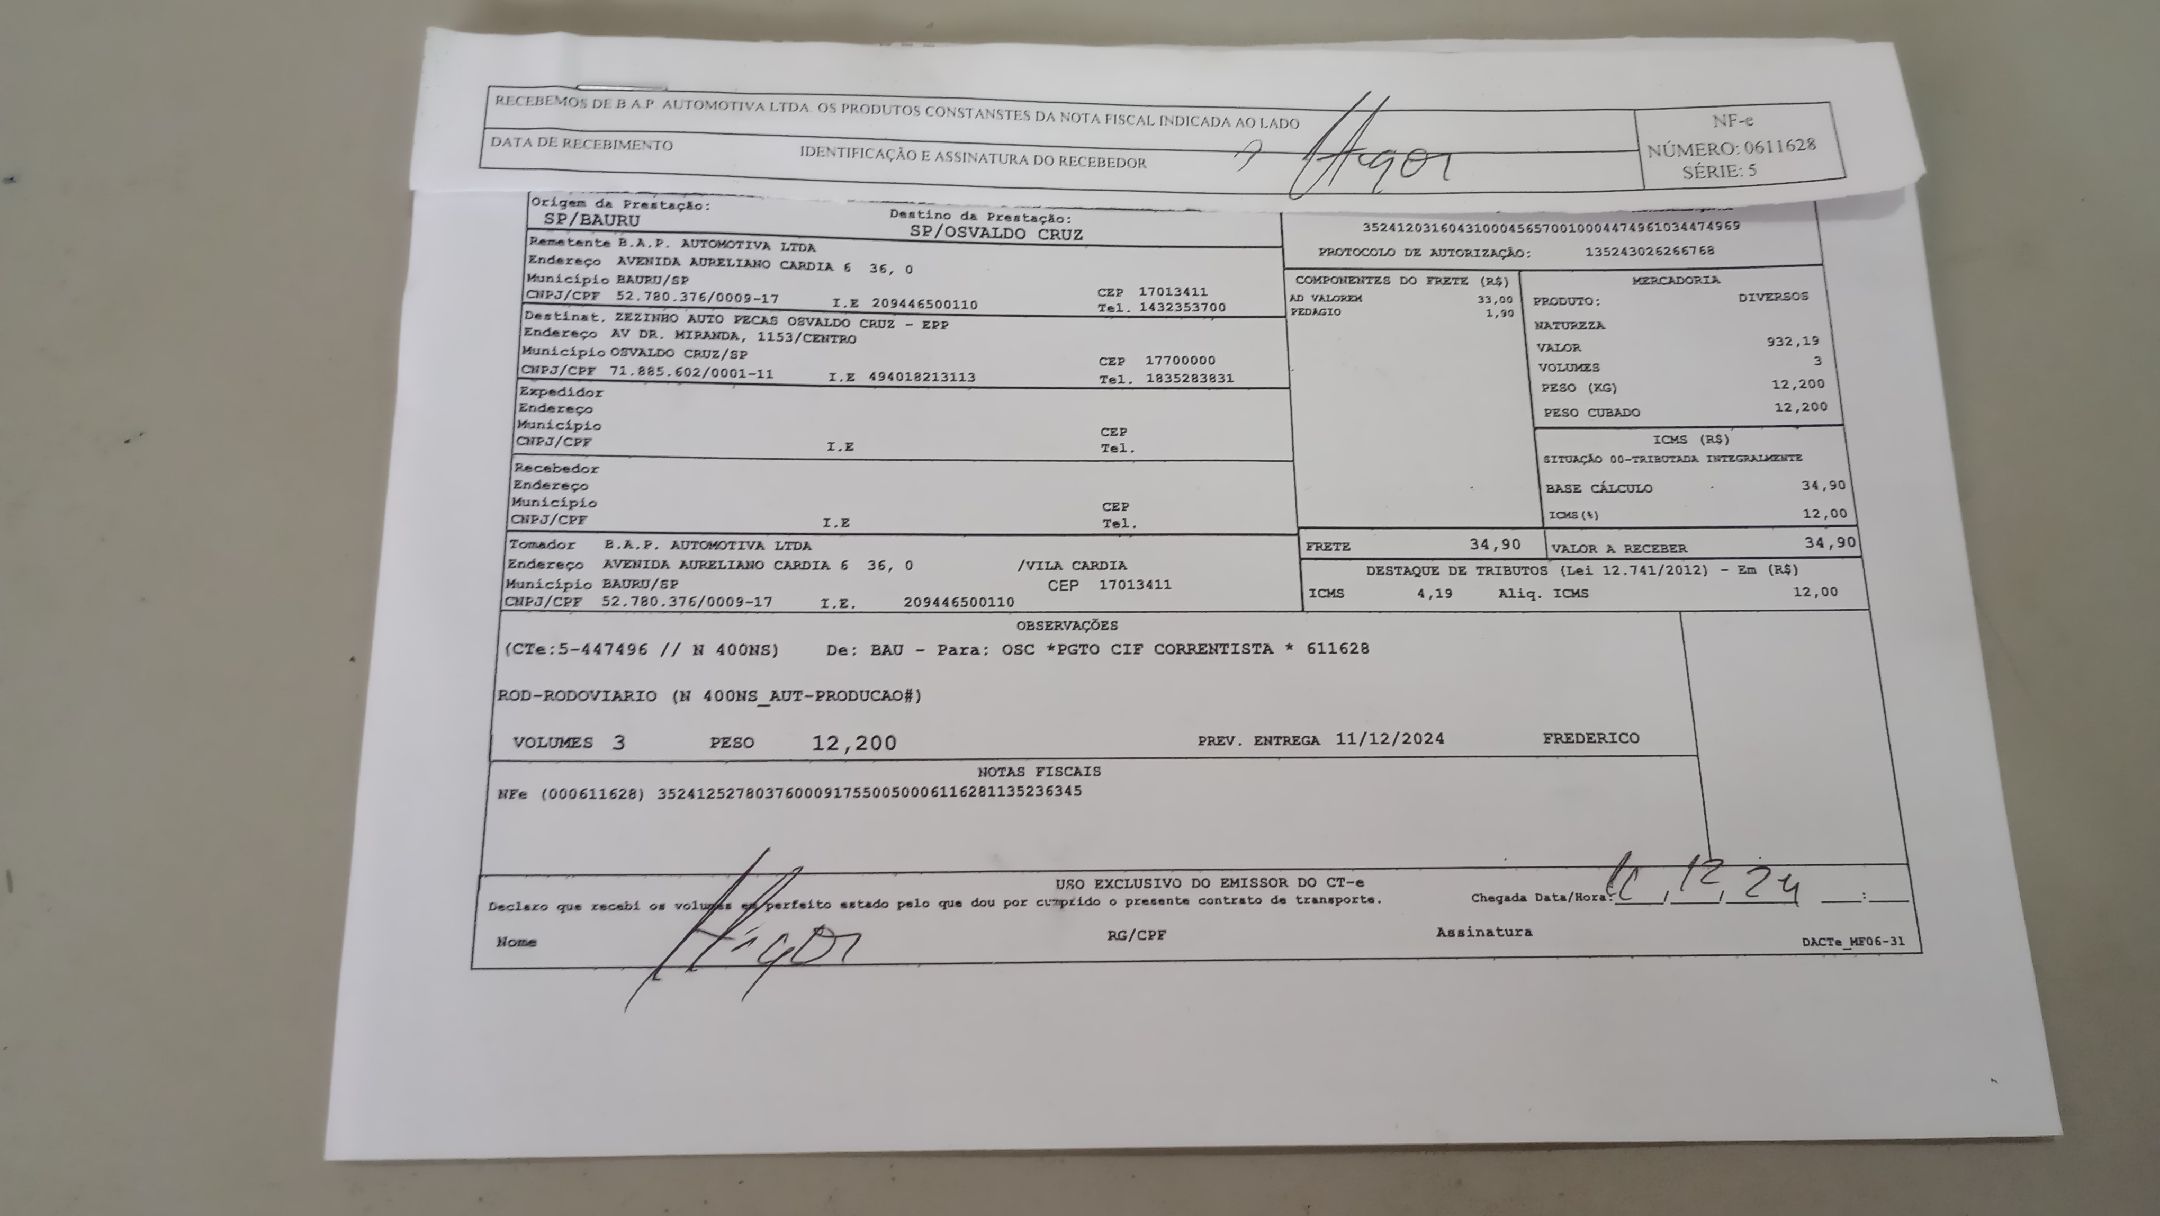 RECEBEMOS DE B.A.P. AUTOMOTIVA LTDA. OS PRODUTOS CONSTANSTES DA NOTA FISCAL INDICADA AO LADO
DATA DE RECEBIMENTO IDENTIFICAÇÃO E ASSINATURA DO RECEBEDOR
Higor
NF-e
NÚMERO: 0611628
SÉRIE: 5
Origem da Prestação:
SP/BAURU
Destino da Prestação:
SP/OSVALDO CRUZ
35241203160431000456570010004474961034474969
PROTOCOLO DE AUTORIZAÇÃO: 135243026266768
Remetente B.A.P. AUTOMOTIVA LTDA
Endereço AVENIDA AURELIANO CARDIA 6 36, 0
Município BAURU/SP CEP 17013411
CNPJ/CPF 52.780.376/0009-17 I.E 209446500110 Tel. 1432353700
Destinat. ZEZINHO AUTO PECAS OSVALDO CRUZ - EPP
Endereço AV DR. MIRANDA, 1153/CENTRO
Município OSVALDO CRUZ/SP CEP 17700000
CNPJ/CPF 71.885.602/0001-11 I.E 494018213113 Tel. 1835283831
Expedidor
Endereço
Município CEP
CNPJ/CPF I.E Tel.
Recebedor
Endereço
Município CEP
CNPJ/CPF I.E Tel.
Tomador B.A.P. AUTOMOTIVA LTDA
Endereço AVENIDA AURELIANO CARDIA 6 36, 0 /VILA CARDIA
Município BAURU/SP CEP 17013411
CNPJ/CPF 52.780.376/0009-17 I.E. 209446500110
COMPONENTES DO FRETE (R$)
AD VALOREM 33,00
PEDAGIO 1,90
MERCADORIA
PRODUTO: DIVERSOS
NATUREZA
VALOR 932,19
VOLUMES 3
PESO (KG) 12,200
PESO CUBADO 12,200
ICMS (R$)
SITUAÇÃO 00-TRIBUTADA INTEGRALMENTE
BASE CÁLCULO 34,90
ICMS(%) 12,00
FRETE 34,90 VALOR A RECEBER 34,90
DESTAQUE DE TRIBUTOS (Lei 12.741/2012) - Em (R$)
ICMS 4,19 Aliq. ICMS 12,00
OBSERVAÇÕES
(CTe:5-447496 // N 400NS) De: BAU - Para: OSC *PGTO CIF CORRENTISTA * 611628
ROD-RODOVIARIO (N 400NS_AUT-PRODUCAO#)
VOLUMES 3 PESO 12,200 PREV. ENTREGA 11/12/2024 FREDERICO
NOTAS FISCAIS
NFe (000611628) 35241252780376000917550050006116281135236345
USO EXCLUSIVO DO EMISSOR DO CT-e
Declaro que recebi os volumes em perfeito estado pelo que dou por cumprido o presente contrato de transporte.
Chegada Data/Hora: 11, 12, 24 :
Nome Higor RG/CPF Assinatura
DACTe_MF06-31